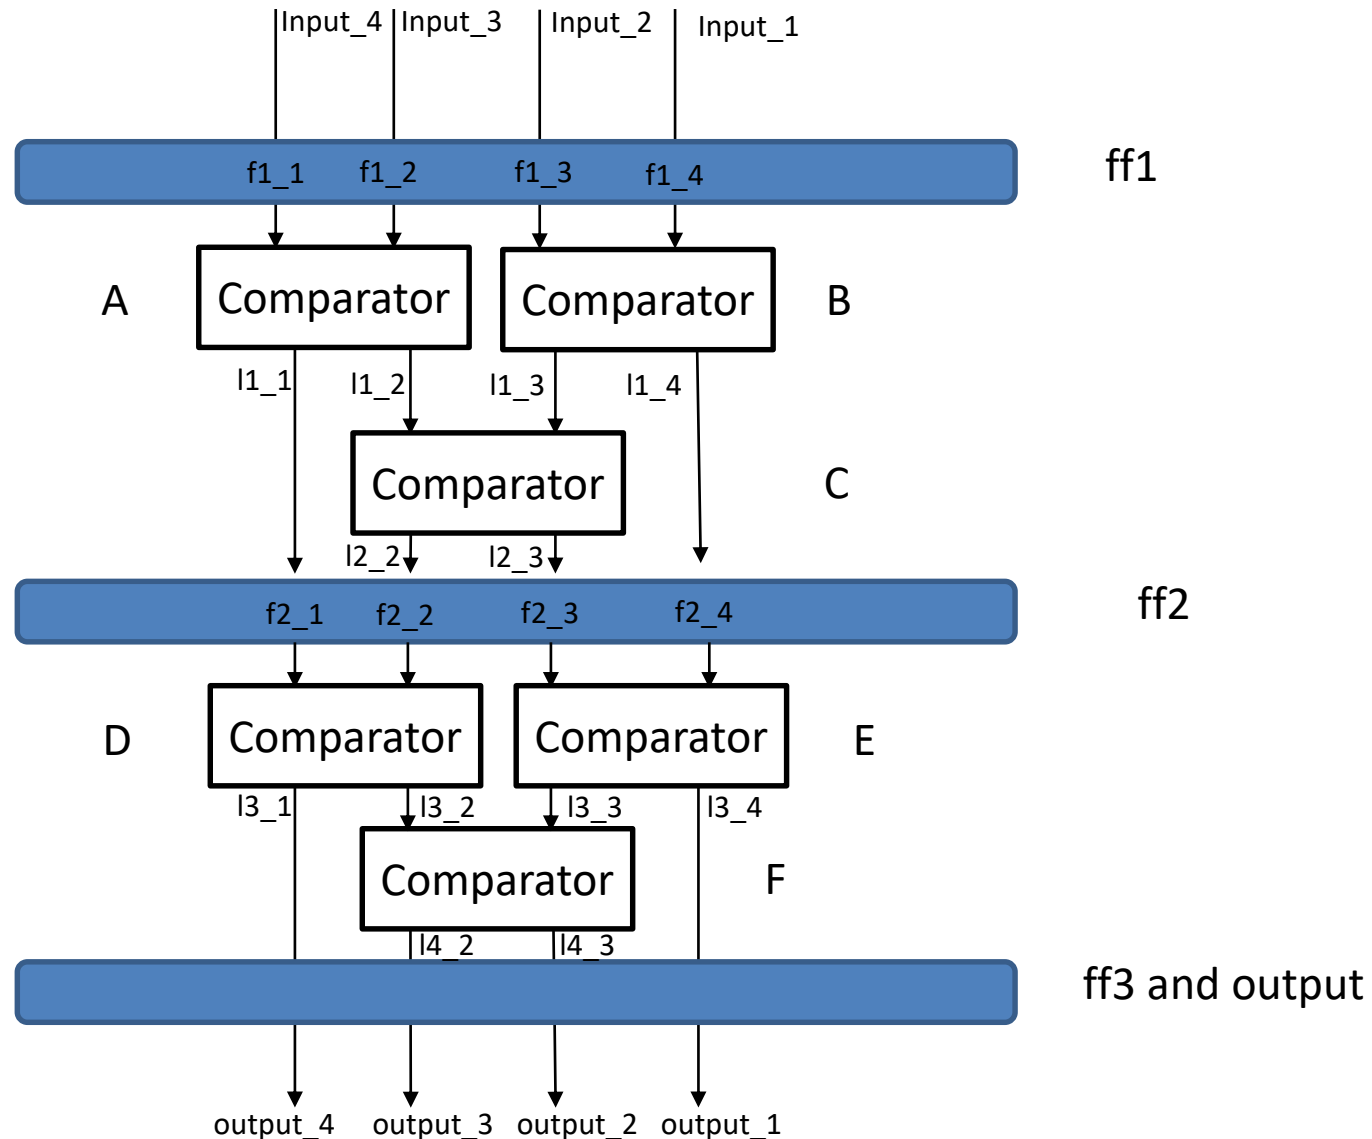 Input_4
Input_3
Input_2
Input_1
f1_1
f1_2
f1_3
f1_4
ff1
A
Comparator
Comparator
B
l1_1
l1_2
l1_3
l1_4
Comparator
C
l2_2
l2_3
f2_1
f2_2
f2_3
f2_4
ff2
D
Comparator
Comparator
E
l3_1
l3_2
l3_3
l3_4
Comparator
F
l4_2
l4_3
ff3 and output
output_4
output_3
output_2
output_1